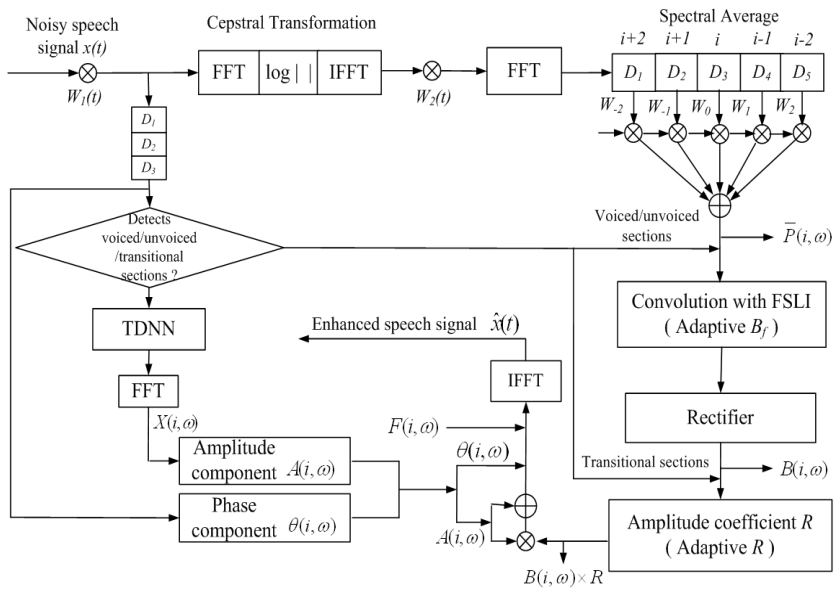 Noisy speech
signal x(t)
Cepstral Transformation
Spectral Average
i+2 i+1 i i-1 i-2
FFT log| | IFFT
FFT
D₁ D₂ D₃ D₄ D₅
W₁(t)
W₂(t)
W₋₂ W₋₁ W₀ W₁ W₂
D₁
D₂
D₃
Detects
voiced/unvoiced
/transitional
sections ?
Voiced/unvoiced
sections
P̅(i,ω)
TDNN
Convolution with FSLI
( Adaptive B_f )
Enhanced speech signal x̂(t)
FFT
IFFT
X(i,ω)
F(i,ω)
Rectifier
Amplitude
component A(i,ω)
θ(i,ω)
Transitional sections
B(i,ω)
Phase
component θ(i,ω)
A(i,ω)
Amplitude coefficient R
( Adaptive R )
B(i,ω)×R